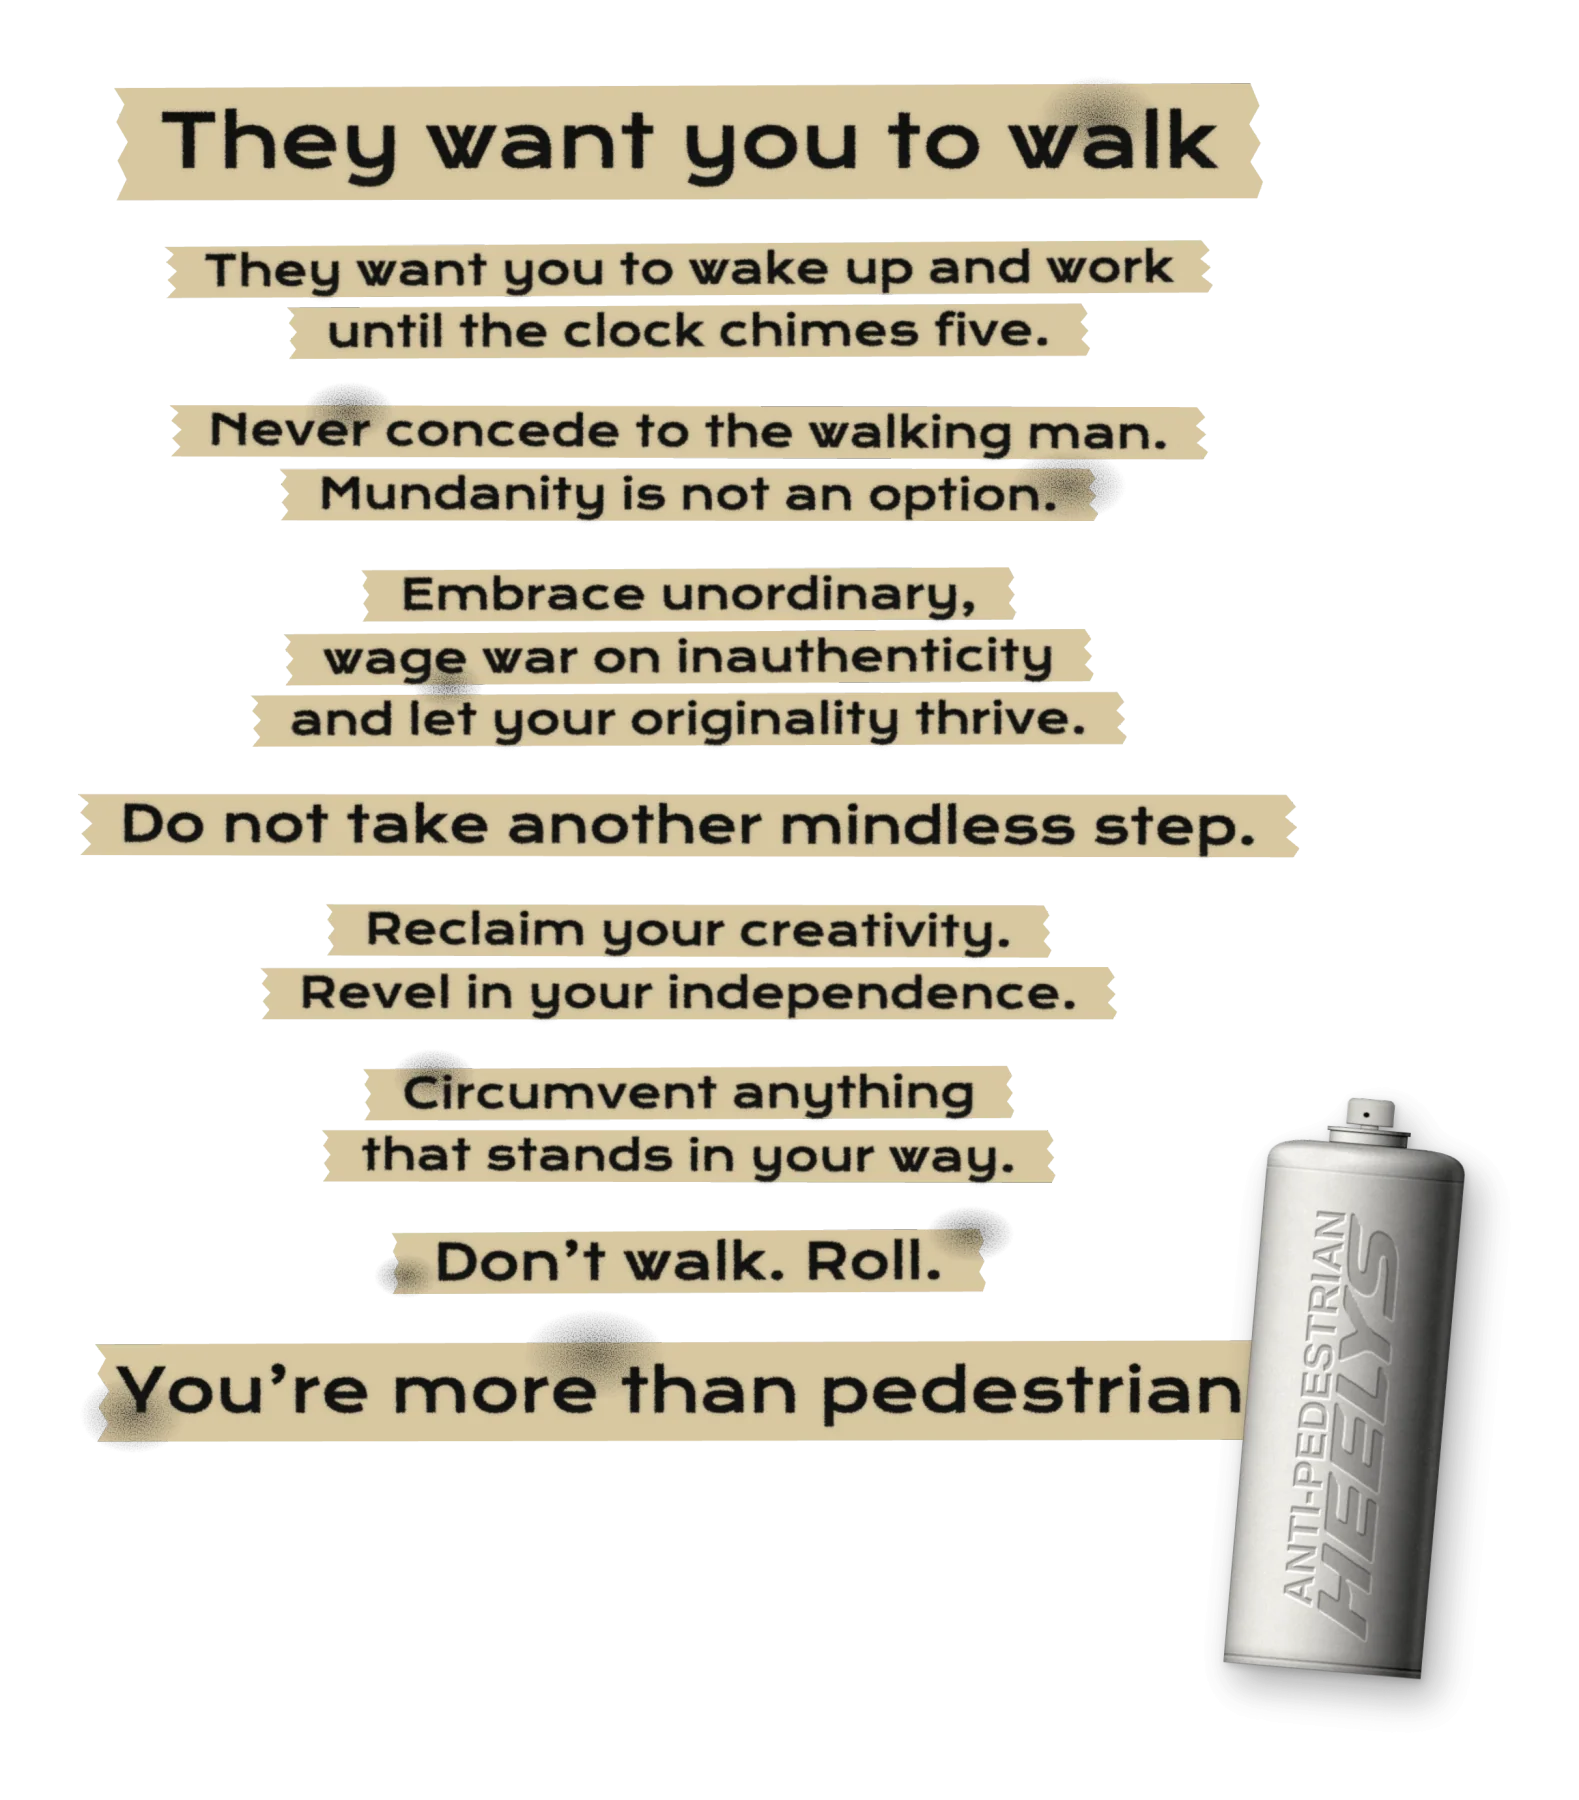 They want you to walk
They want you to wake up and work
until the clock chimes five.
Never concede to the walking man.
Mundanity is not an option.
Embrace unordinary,
wage war on inauthenticity
and let your originality thrive.
Do not take another mindless step.
Reclaim your creativity.
Revel in your independence.
Circumvent anything
that stands in your way.
Don’t walk. Roll.
You’re more than pedestrian
ANTI-PEDESTRIAN
HEELYS